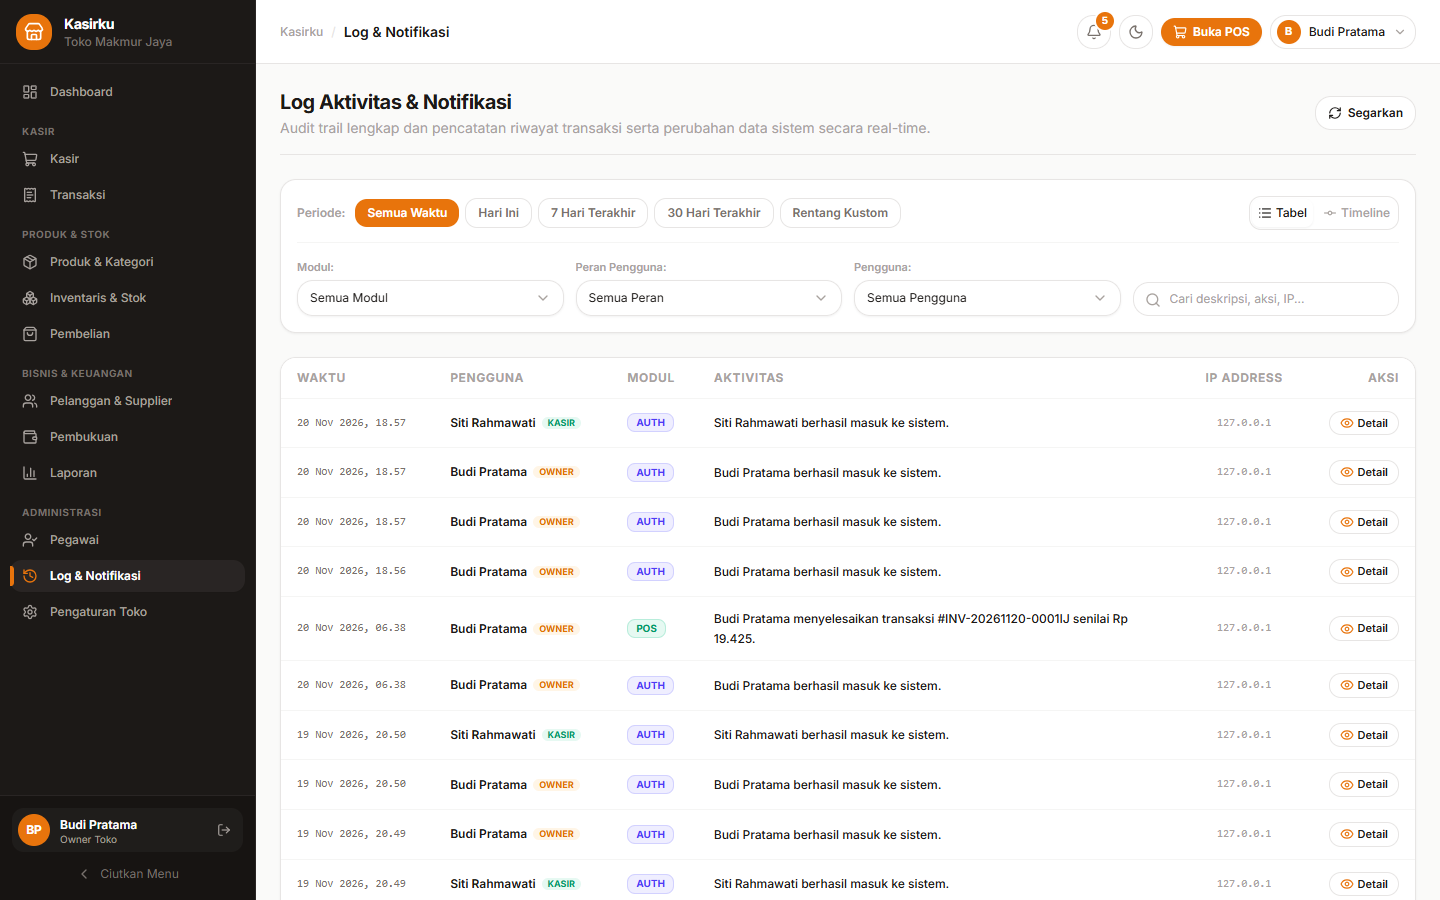 Kasirku
Toko Makmur Jaya
Dashboard
KASIR
Kasir
Transaksi
PRODUK & STOK
Produk & Kategori
Inventaris & Stok
Pembelian
BISNIS & KEUANGAN
Pelanggan & Supplier
Pembukuan
Laporan
ADMINISTRASI
Pegawai
Log & Notifikasi
Pengaturan Toko
BP
Budi Pratama
Owner Toko
Ciutkan Menu
Kasirku / Log & Notifikasi
5
Buka POS
B Budi Pratama
Log Aktivitas & Notifikasi
Audit trail lengkap dan pencatatan riwayat transaksi serta perubahan data sistem secara real-time.
Segarkan
Periode: Semua Waktu Hari Ini 7 Hari Terakhir 30 Hari Terakhir Rentang Kustom Tabel Timeline
Modul: Peran Pengguna: Pengguna:
Semua Modul Semua Peran Semua Pengguna Cari deskripsi, aksi, IP...
WAKTU PENGGUNA MODUL AKTIVITAS IP ADDRESS AKSI
20 Nov 2026, 18.57 Siti Rahmawati KASIR AUTH Siti Rahmawati berhasil masuk ke sistem. 127.0.0.1 Detail
20 Nov 2026, 18.57 Budi Pratama OWNER AUTH Budi Pratama berhasil masuk ke sistem. 127.0.0.1 Detail
20 Nov 2026, 18.57 Budi Pratama OWNER AUTH Budi Pratama berhasil masuk ke sistem. 127.0.0.1 Detail
20 Nov 2026, 18.56 Budi Pratama OWNER AUTH Budi Pratama berhasil masuk ke sistem. 127.0.0.1 Detail
20 Nov 2026, 06.38 Budi Pratama OWNER POS Budi Pratama menyelesaikan transaksi #INV-20261120-0001IJ senilai Rp 127.0.0.1 Detail
19.425.
20 Nov 2026, 06.38 Budi Pratama OWNER AUTH Budi Pratama berhasil masuk ke sistem. 127.0.0.1 Detail
19 Nov 2026, 20.50 Siti Rahmawati KASIR AUTH Siti Rahmawati berhasil masuk ke sistem. 127.0.0.1 Detail
19 Nov 2026, 20.50 Budi Pratama OWNER AUTH Budi Pratama berhasil masuk ke sistem. 127.0.0.1 Detail
19 Nov 2026, 20.49 Budi Pratama OWNER AUTH Budi Pratama berhasil masuk ke sistem. 127.0.0.1 Detail
19 Nov 2026, 20.49 Siti Rahmawati KASIR AUTH Siti Rahmawati berhasil masuk ke sistem. 127.0.0.1 Detail